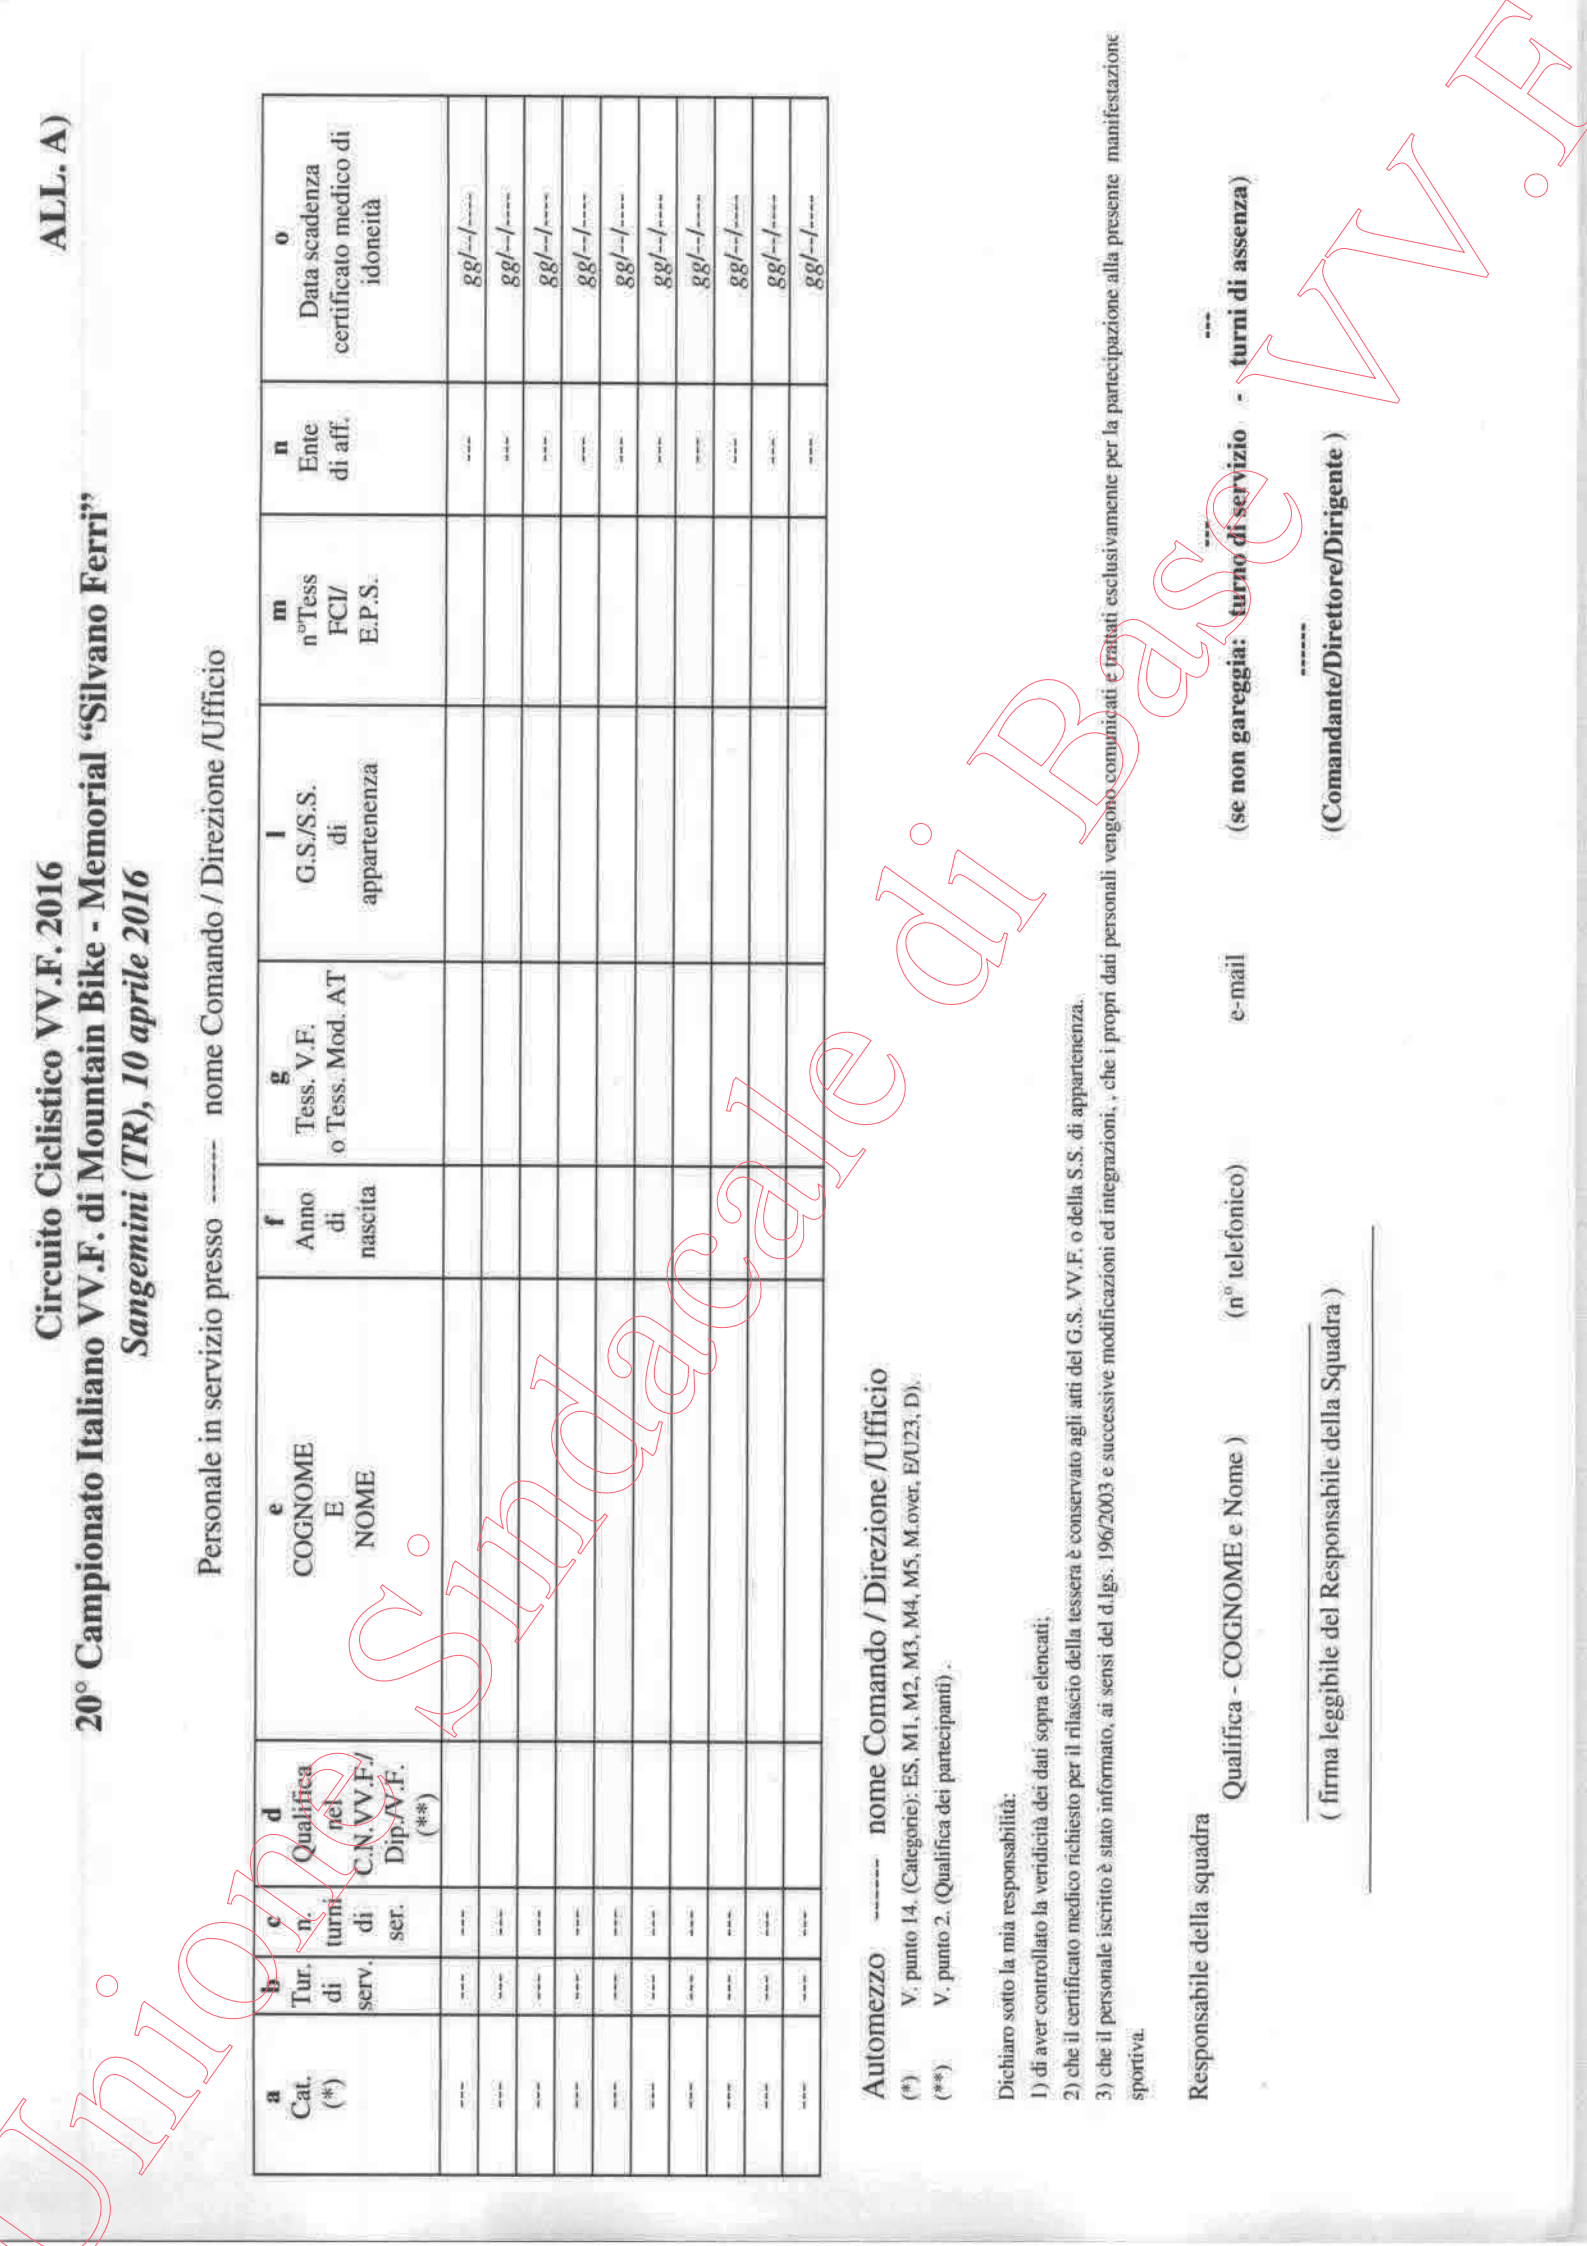 ALL. A)
Circuito Ciclistico VV.F. 2016
20° Campionato Italiano VV.F. di Mountain Bike - Memorial “Silvano Ferri”
Sangemini (TR), 10 aprile 2016
Personale in servizio presso ------ nome Comando / Direzione /Ufficio
a b c d e f g l m n o
Cat. (*)
Tur. di serv.
n. turni di ser.
Qualifica nel C.N.VV.F./ Dip./V.F. (**)
COGNOME E NOME
Anno di nascita
Tess. V.F. o Tess. Mod. AT
G.S./S.S. di appartenenza
n°Tess FCI/ E.P.S.
Ente di aff.
Data scadenza certificato medico di idoneità
--- --- --- --- gg/--/----
--- --- --- --- gg/--/----
--- --- --- --- gg/--/----
--- --- --- --- gg/--/----
--- --- --- --- gg/--/----
--- --- --- --- gg/--/----
--- --- --- --- gg/--/----
--- --- --- --- gg/--/----
--- --- --- --- gg/--/----
--- --- --- --- gg/--/----
Automezzo ------ nome Comando / Direzione /Ufficio
(*) V. punto 14. (Categorie): ES, M1, M2, M3, M4, M5, M.over, E/U23, D).
(**) V. punto 2. (Qualifica dei partecipanti) .
Dichiaro sotto la mia responsabilità:
1) di aver controllato la veridicità dei dati sopra elencati;
2) che il certificato medico richiesto per il rilascio della tessera è conservato agli atti del G.S. VV.F. o della S.S. di appartenenza.
3) che il personale iscritto è stato informato, ai sensi del d.lgs. 196/2003 e successive modificazioni ed integrazioni, , che i propri dati personali vengono comunicati e trattati esclusivamente per la partecipazione alla presente manifestazione
sportiva.
Responsabile della squadra
--- ---
Qualifica - COGNOME e Nome ) (n° telefonico) e-mail (se non gareggia: turno di servizio - turni di assenza)
------
( firma leggibile del Responsabile della Squadra ) (Comandante/Direttore/Dirigente )
Unione Sindacale di Base VV.F